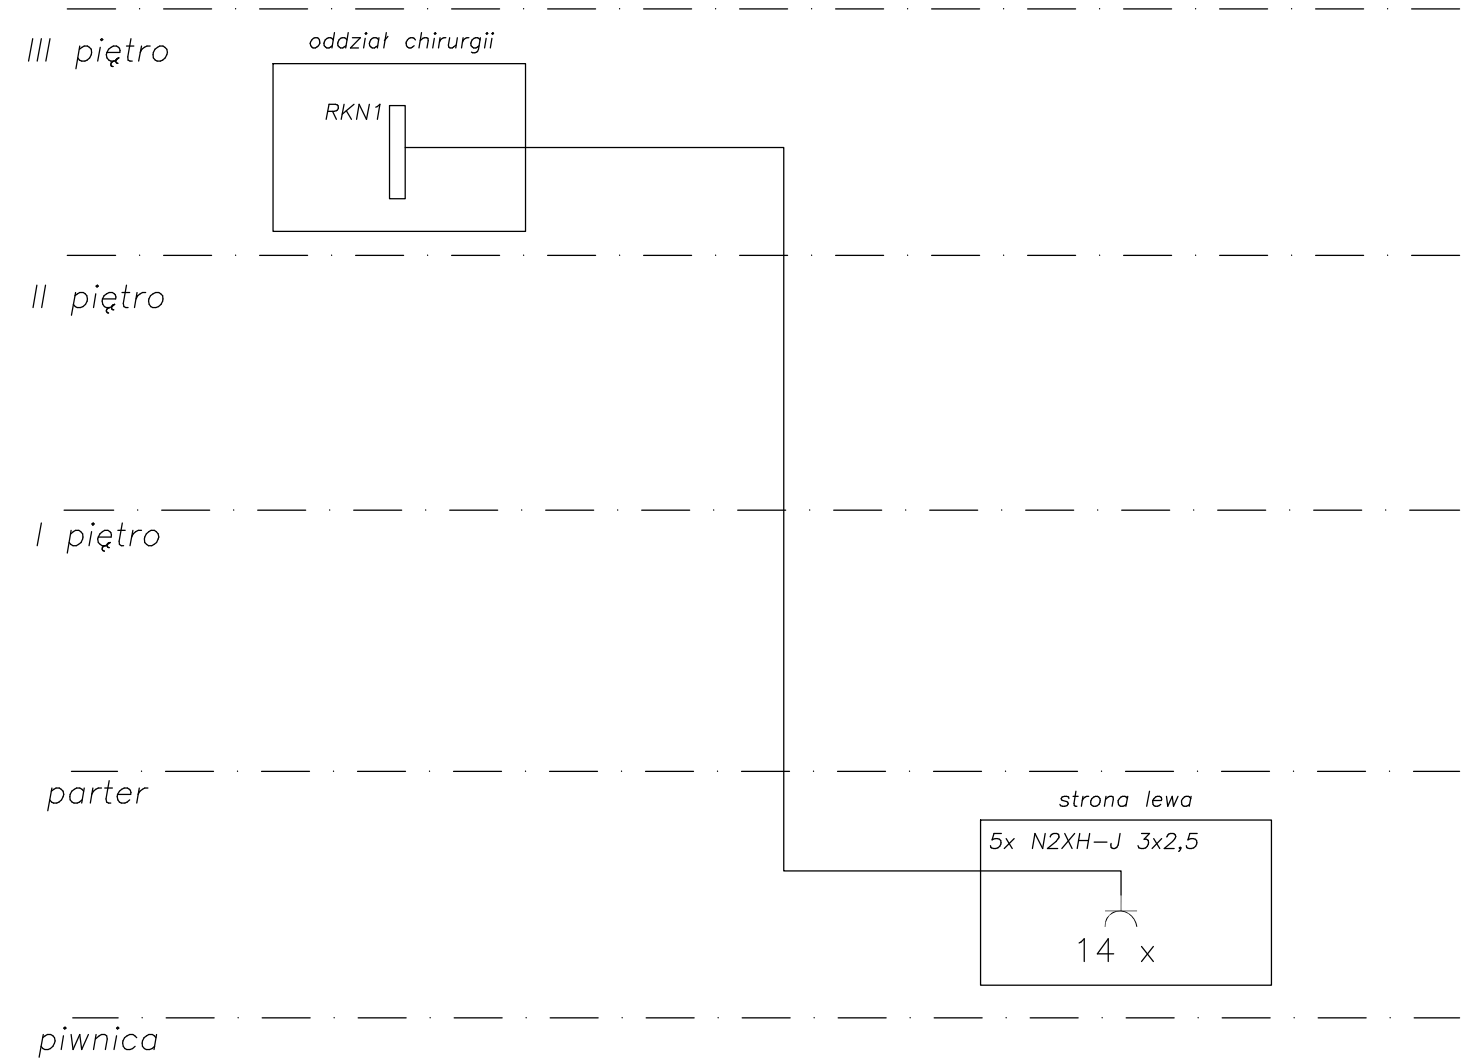 III piętro
oddział chirurgii
RKN1
II piętro
I piętro
parter
strona lewa
5x N2XH-J 3x2,5
14 x
piwnica